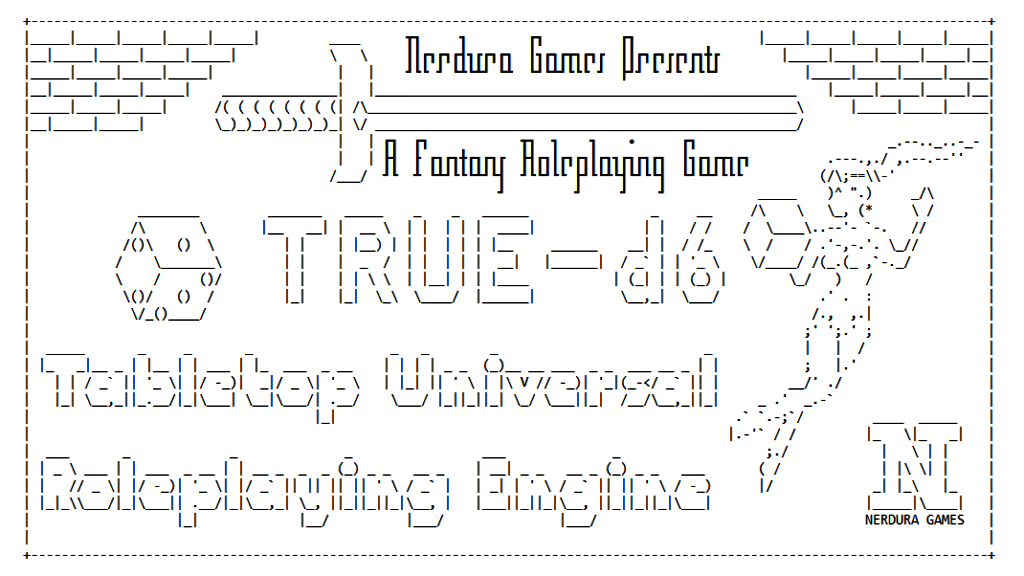 Nerdura Games Presents
A Fantasy Roleplaying Game
TRUE-d6
Tabletop Universal
Roleplaying Engine
N
NERDURA GAMES